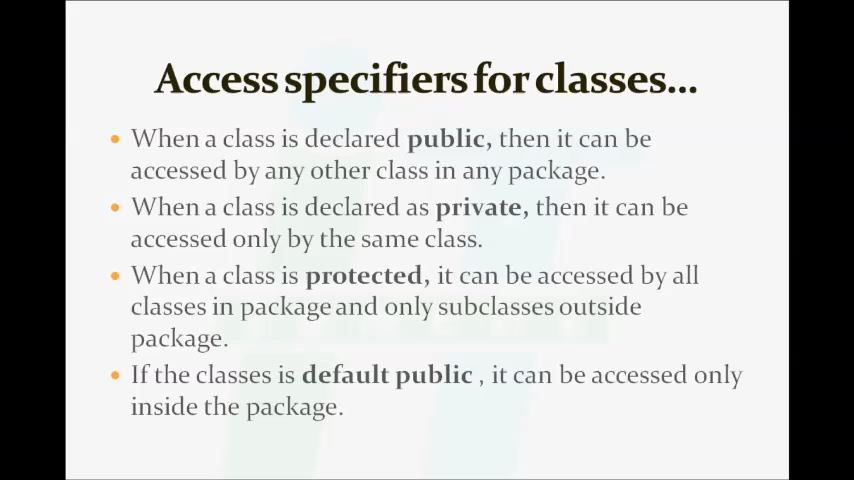 Access specifiers for classes...
When a class is declared public, then it can be
accessed by any other class in any package.
When a class is declared as private, then it can be
accessed only by the same class.
When a class is protected, it can be accessed by all
classes in package and only subclasses outside
package.
If the classes is default public , it can be accessed only
inside the package.